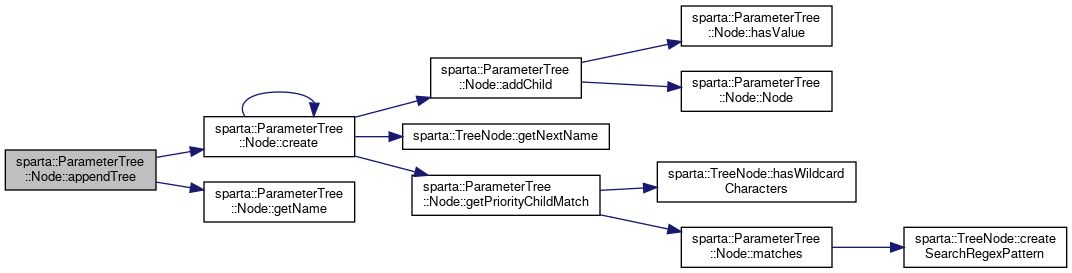 sparta::ParameterTree
::Node::appendTree
sparta::ParameterTree
::Node::create
sparta::ParameterTree
::Node::getName
sparta::ParameterTree
::Node::addChild
sparta::TreeNode::getNextName
sparta::ParameterTree
::Node::getPriorityChildMatch
sparta::ParameterTree
::Node::hasValue
sparta::ParameterTree
::Node::Node
sparta::TreeNode::hasWildcard
Characters
sparta::ParameterTree
::Node::matches
sparta::TreeNode::create
SearchRegexPattern